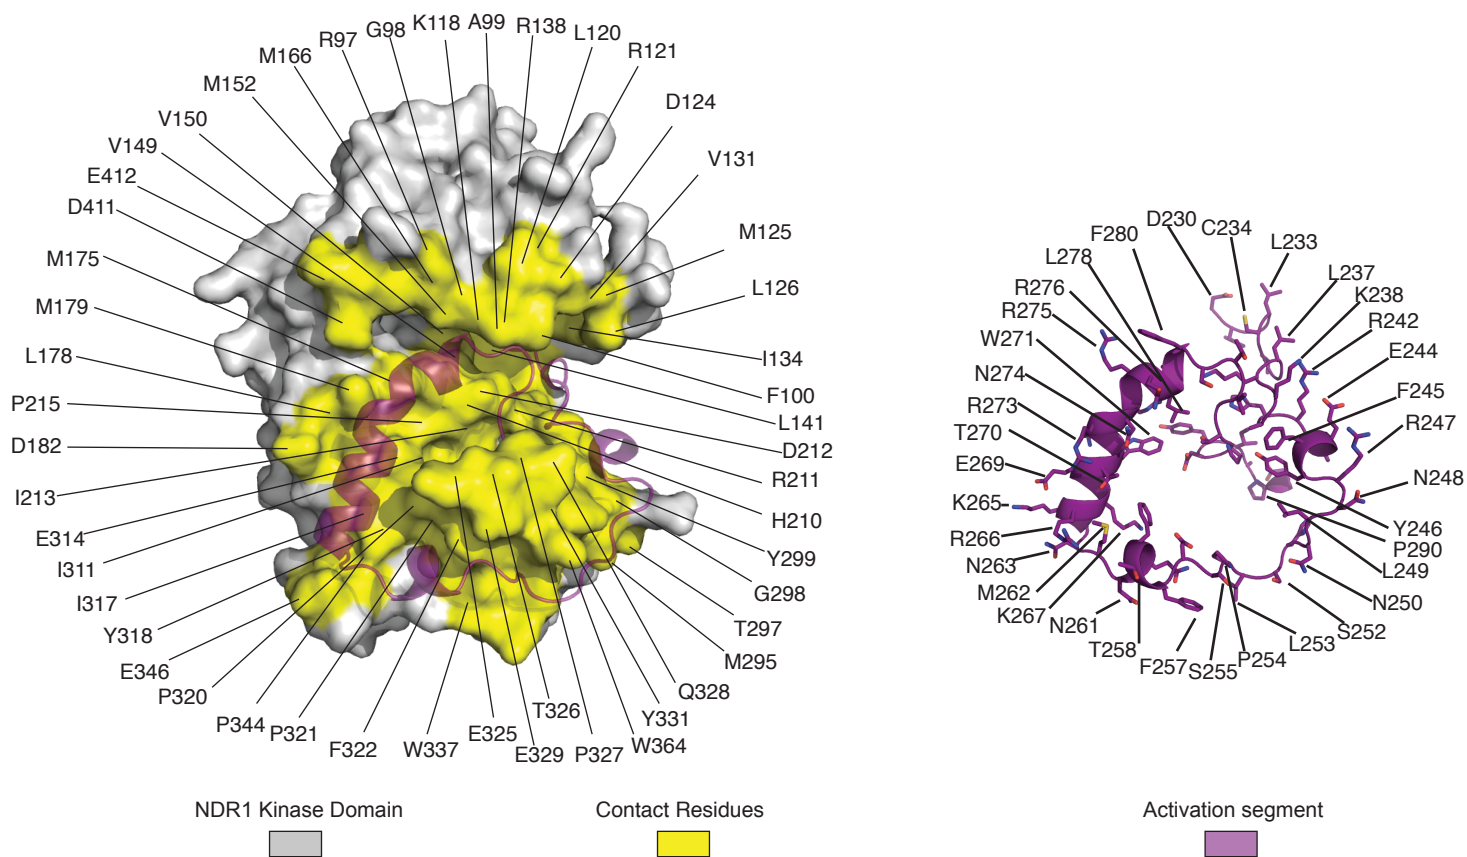 R97
G98
K118
A99
R138
L120
R121
M166
M152
D124
V150
V149
V131
E412
D411
M125
M175
L126
M179
I134
L178
F100
P215
L141
D182
D212
I213
R211
E314
H210
I311
Y299
I317
G298
Y318
T297
E346
M295
P320
Q328
P344
P321
F322
W337
E325
T326
E329
P327
Y331
W364
D230
C234
F280
L233
L278
L237
R276
K238
R275
R242
W271
E244
N274
F245
R273
R247
T270
E269
N248
K265
Y246
R266
P290
N263
L249
M262
N250
K267
S252
N261
L253
T258
P254
F257
S255
NDR1 Kinase Domain
Contact Residues
Activation segment